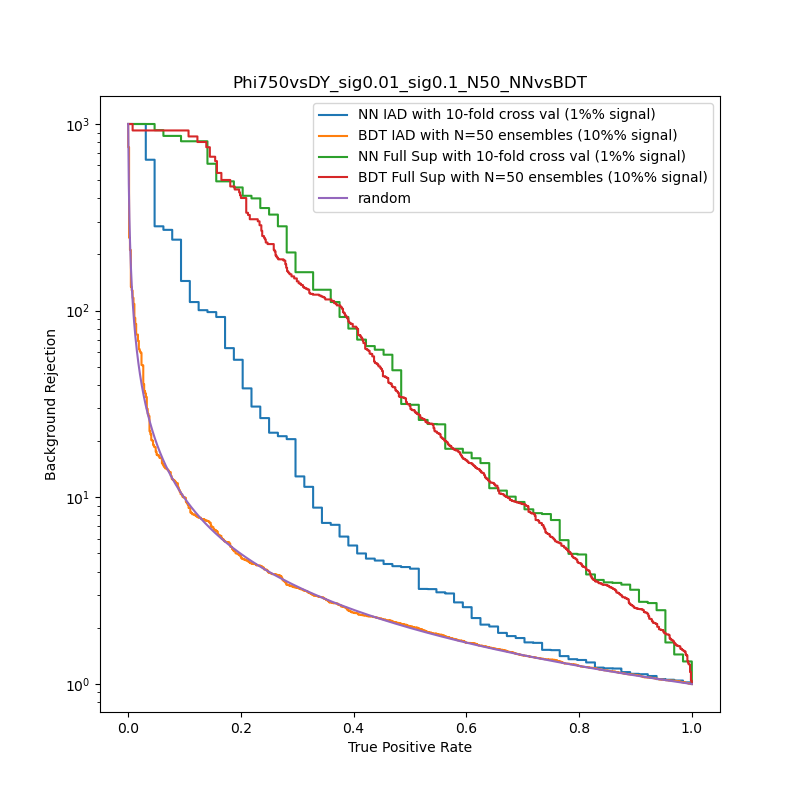 Phi750vsDY_sig0.01_sig0.1_N50_NNvsBDT
NN IAD with 10-fold cross val (1%% signal)
BDT IAD with N=50 ensembles (10%% signal)
NN Full Sup with 10-fold cross val (1%% signal)
BDT Full Sup with N=50 ensembles (10%% signal)
random
Background Rejection
10³
10²
10¹
10⁰
0.0 0.2 0.4 0.6 0.8 1.0
True Positive Rate